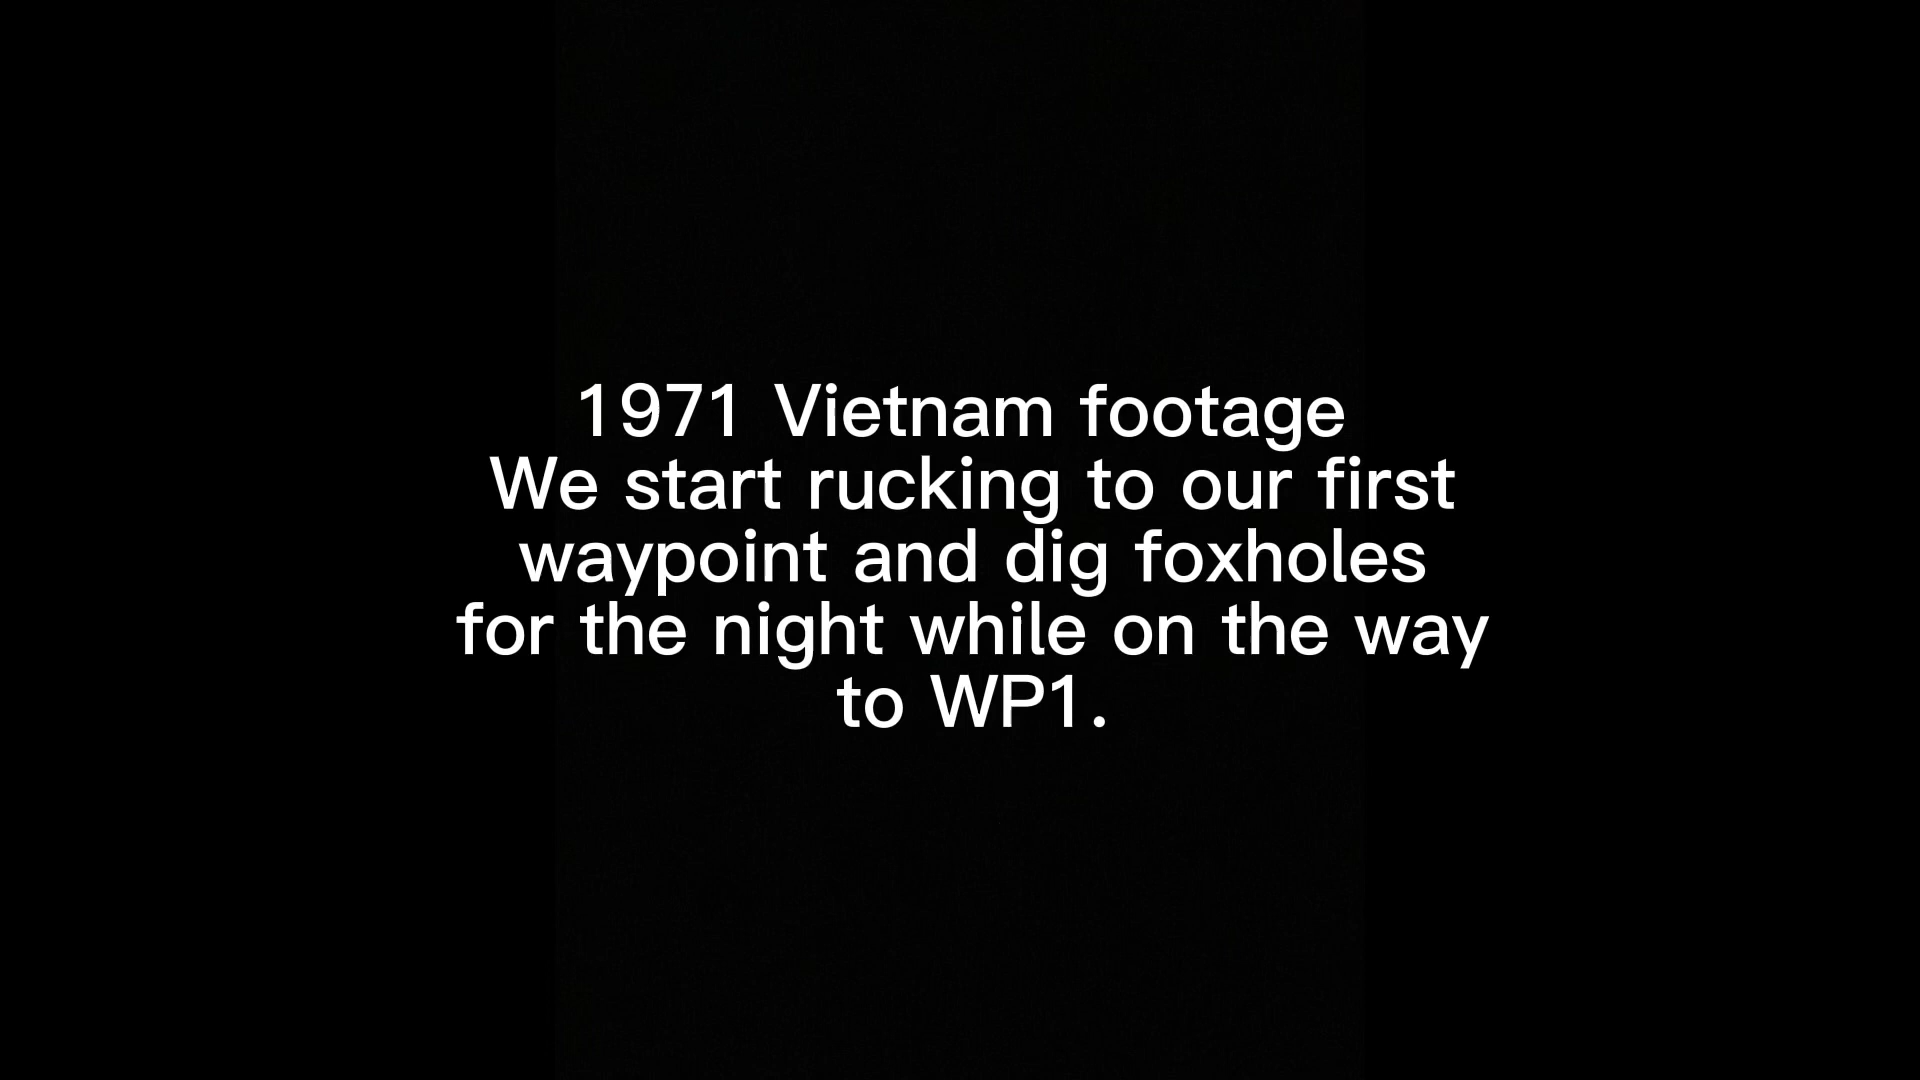 1971 Vietnam footage
We start rucking to our first
waypoint and dig foxholes
for the night while on the way
to WP1.